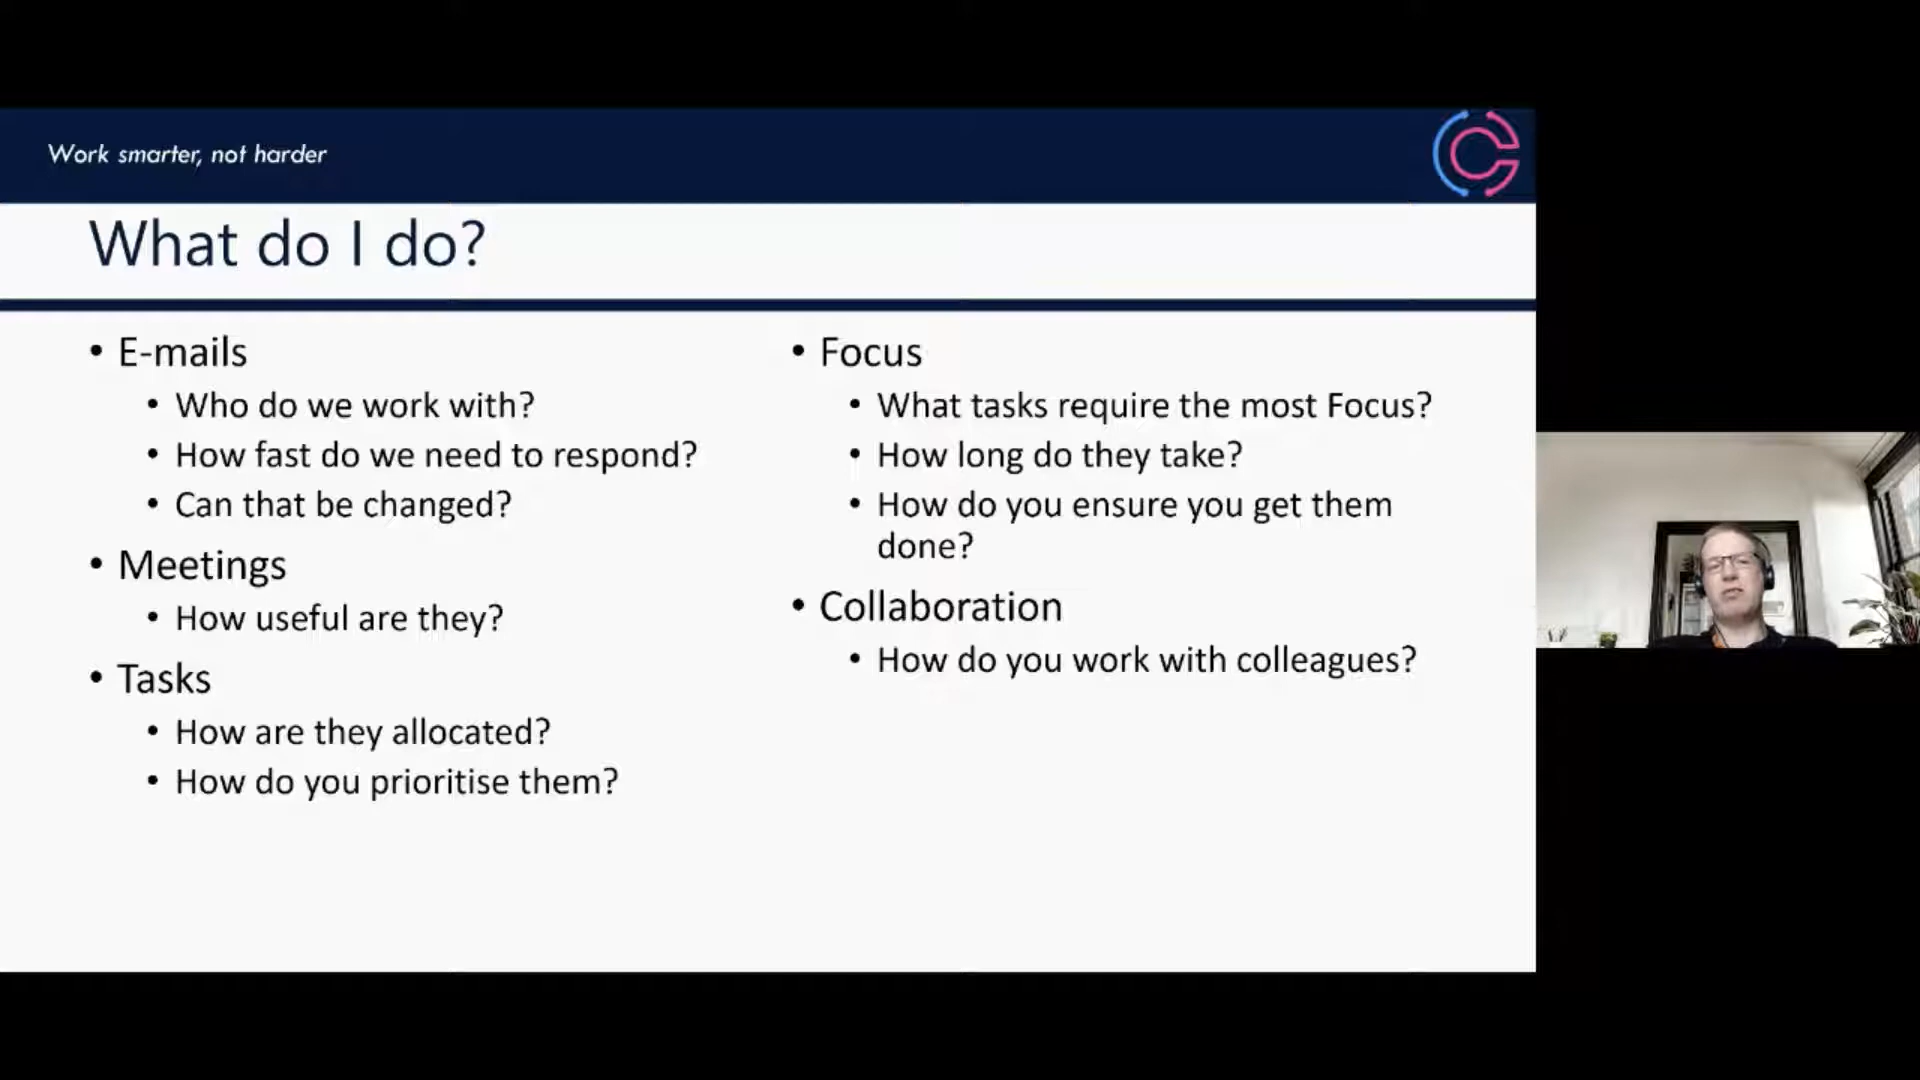 Work smarter, not harder
What do I do?
• E-mails
• Who do we work with?
• How fast do we need to respond?
• Can that be changed?
• Meetings
• How useful are they?
• Tasks
• How are they allocated?
• How do you prioritise them?
• Focus
• What tasks require the most Focus?
• How long do they take?
• How do you ensure you get them
done?
• Collaboration
• How do you work with colleagues?